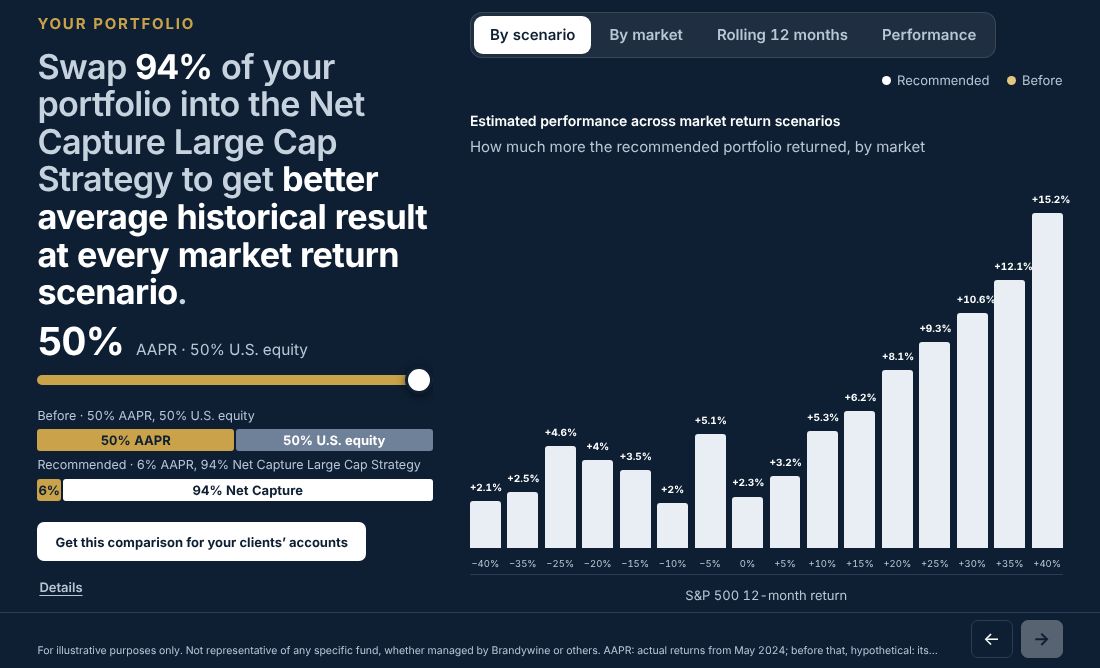 YOUR PORTFOLIO
Swap 94% of your
portfolio into the Net
Capture Large Cap
Strategy to get better
average historical result
at every market return
scenario.
50% AAPR · 50% U.S. equity
Before · 50% AAPR, 50% U.S. equity
50% AAPR 50% U.S. equity
Recommended · 6% AAPR, 94% Net Capture Large Cap Strategy
6% 94% Net Capture
Get this comparison for your clients’ accounts
Details
By scenario By market Rolling 12 months Performance
Recommended Before
Estimated performance across market return scenarios
How much more the recommended portfolio returned, by market
+2.1% +2.5% +4.6% +4% +3.5% +2% +5.1% +2.3% +3.2% +5.3% +6.2% +8.1% +9.3% +10.6% +12.1% +15.2%
−40% −35% −25% −20% −15% −10% −5% 0% +5% +10% +15% +20% +25% +30% +35% +40%
S&P 500 12-month return
For illustrative purposes only. Not representative of any specific fund, whether managed by Brandywine or others. AAPR: actual returns from May 2024; before that, hypothetical: its...
← →